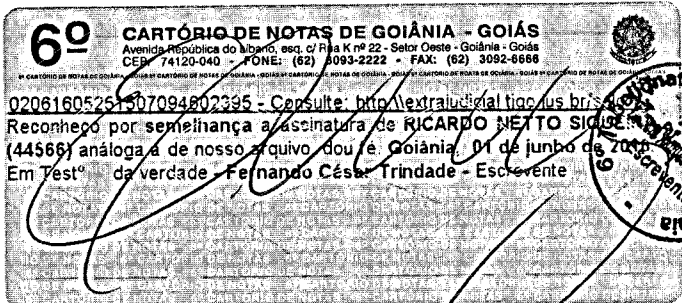 6º CARTÓRIO DE NOTAS DE GOIÂNIA - GOIÁS
Avenida República do Líbano, esq. c/ Rua K nº 22 - Setor Oeste - Goiânia - Goiás
CEP 74120-040 - FONE: (62) 3093-2222 - FAX: (62) 3092-6666
02061605251507094602395 - Consulte: http:\\extrajudicial.tjgo.jus.br/s
Reconheço por semelhança a assinatura de RICARDO NETTO
(44566) análoga a de nosso arquivo, dou fé, Goiânia, 01 de junho de
Em Testº da verdade - Fernando César Trindade - Escrevente
Escrevente